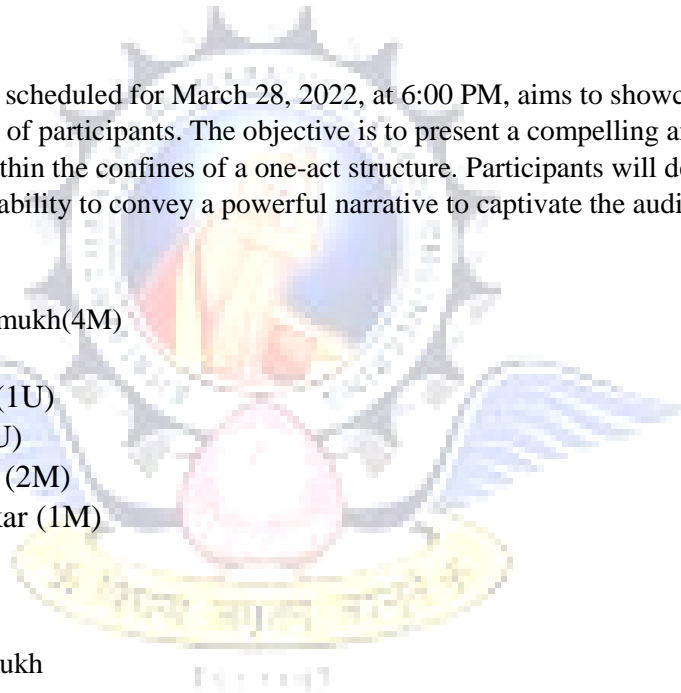 scheduled for March 28, 2022, at 6:00 PM, aims to showc
of participants. The objective is to present a compelling a
thin the confines of a one-act structure. Participants will de
ability to convey a powerful narrative to captivate the audi
mukh(4M)
(1U)
U)
(2M)
kar (1M)
ukh